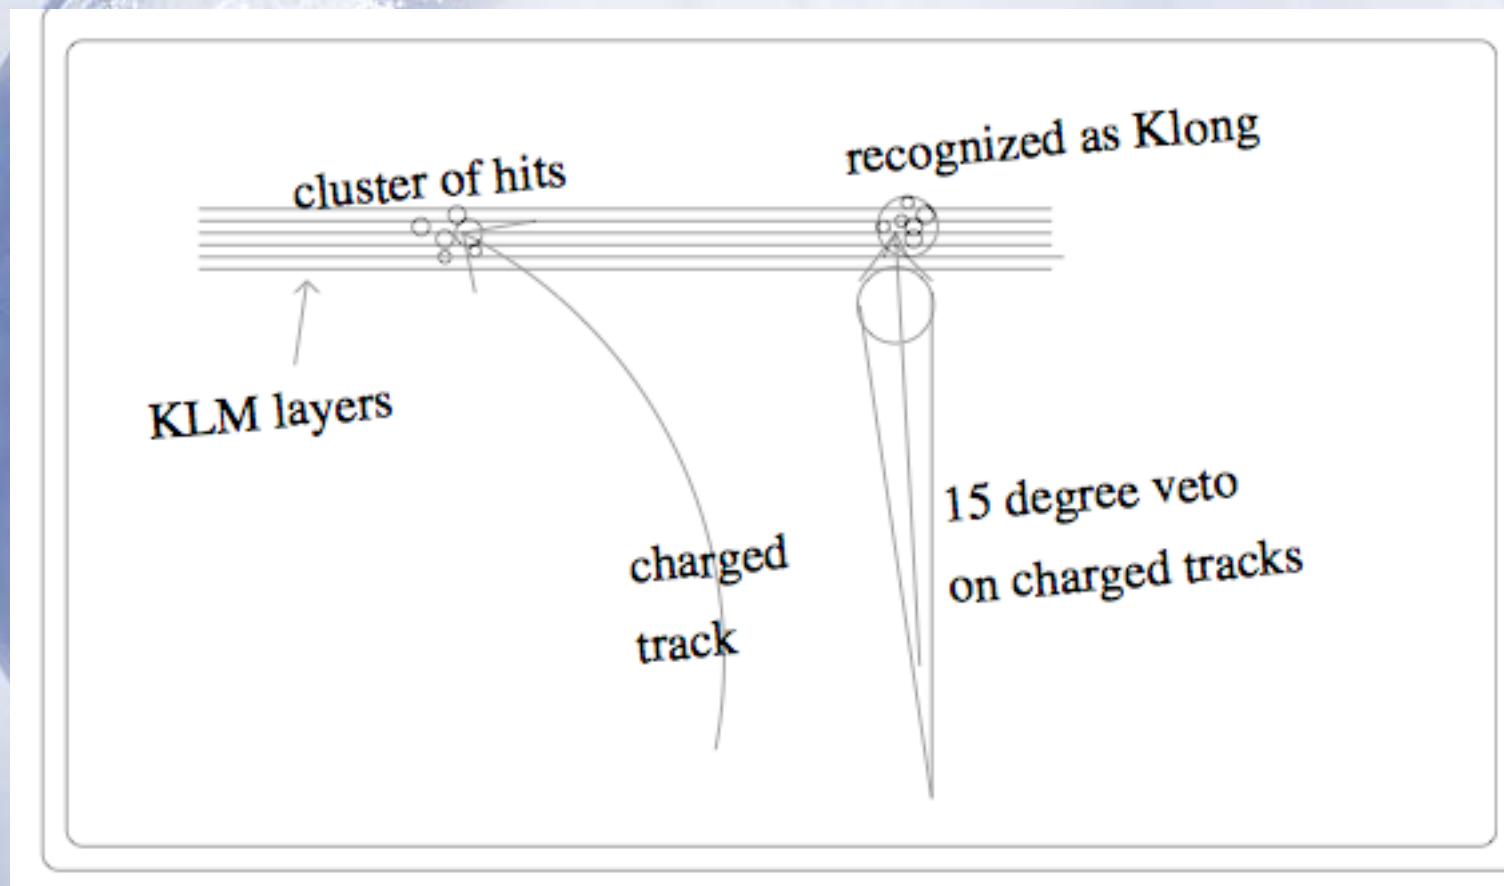 recognized as Klong
cluster of hits
KLM layers
15 degree veto
on charged tracks
charged
track